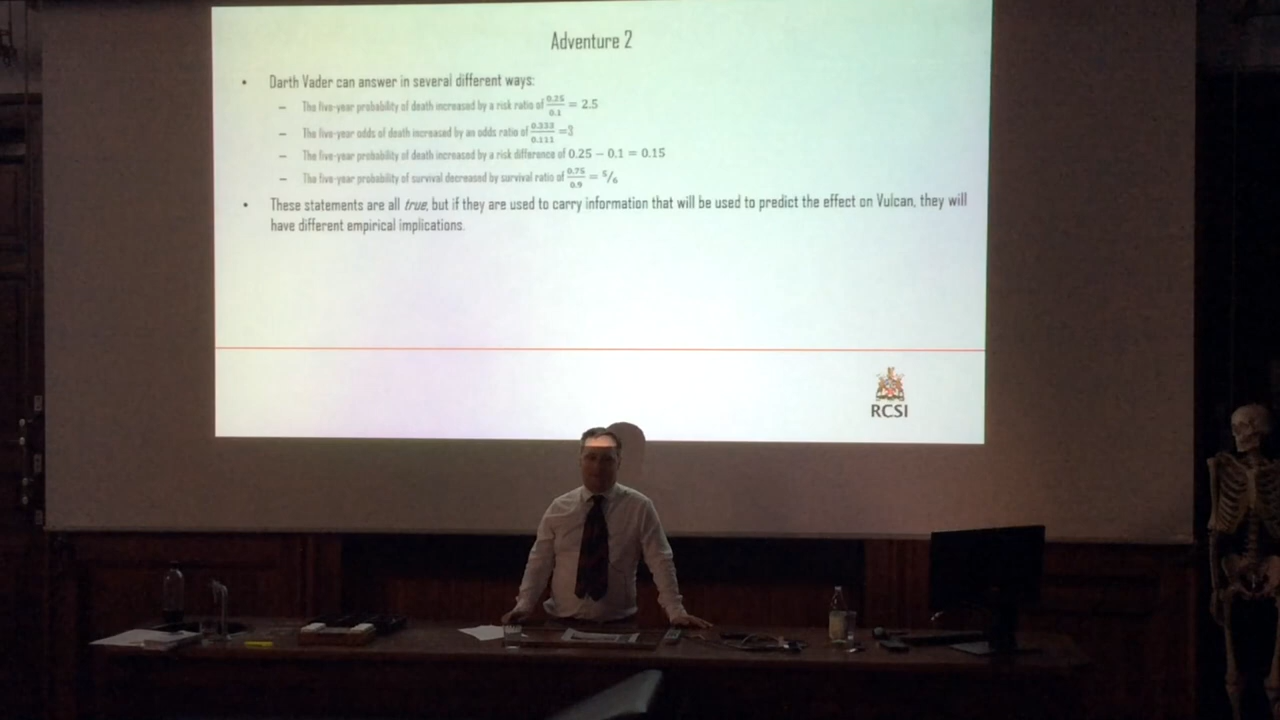 Adventure 2
• Darth Vader can answer in several different ways:
– The five-year probability of death increased by a risk ratio of 0.25/0.1 = 2.5
– The five-year odds of death increased by an odds ratio of 0.333/0.111 =3
– The five-year probability of death increased by a risk difference of 0.25 − 0.1 = 0.15
– The five-year probability of survival decreased by survival ratio of 0.75/0.9 = 5/6
• These statements are all true, but if they are used to carry information that will be used to predict the effect on Vulcan, they will
have different empirical implications.
RCSI